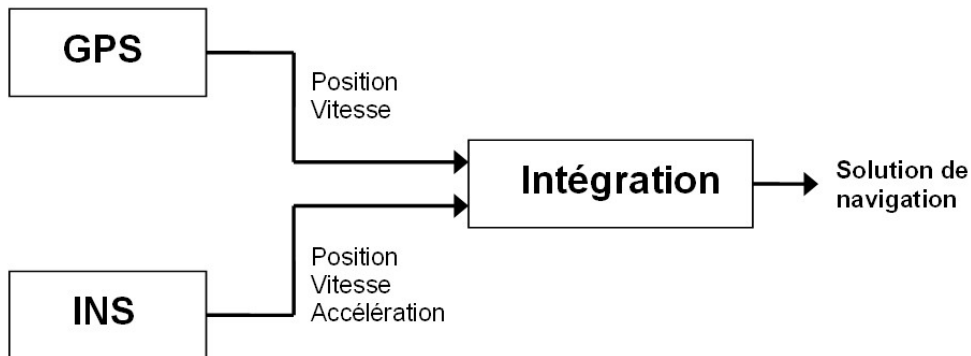 GPS
Position
Vitesse
Intégration
Solution de
navigation
Position
Vitesse
Accélération
INS